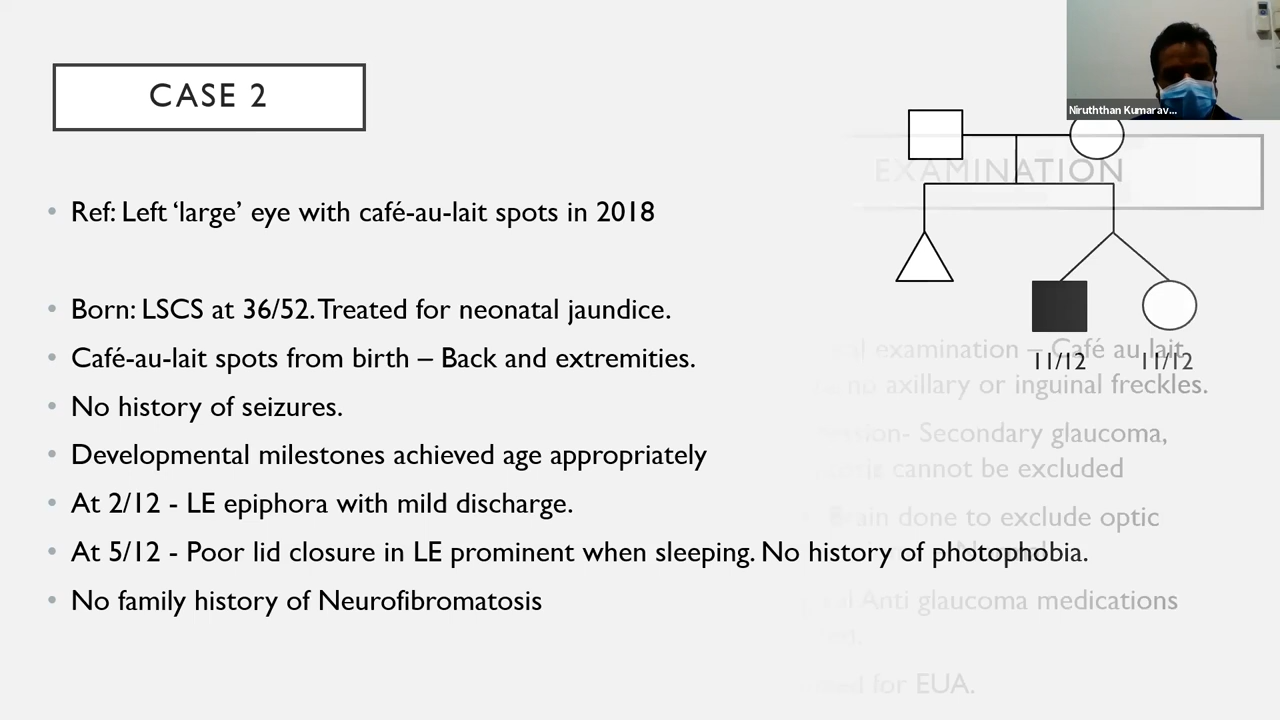 CASE 2
Niruththan Kumarav...
EXAMINATION
Ref: Left ‘large’ eye with café-au-lait spots in 2018
Born: LSCS at 36/52. Treated for neonatal jaundice.
Café-au-lait spots from birth – Back and extremities.
No history of seizures.
Developmental milestones achieved age appropriately
At 2/12 - LE epiphora with mild discharge.
At 5/12 - Poor lid closure in LE prominent when sleeping. No history of photophobia.
No family history of Neurofibromatosis
11/12 11/12
examination – Café au lait
no axillary or inguinal freckles.
Secondary glaucoma,
cannot be excluded
Brain done to exclude optic
Anti glaucoma medications
for EUA.